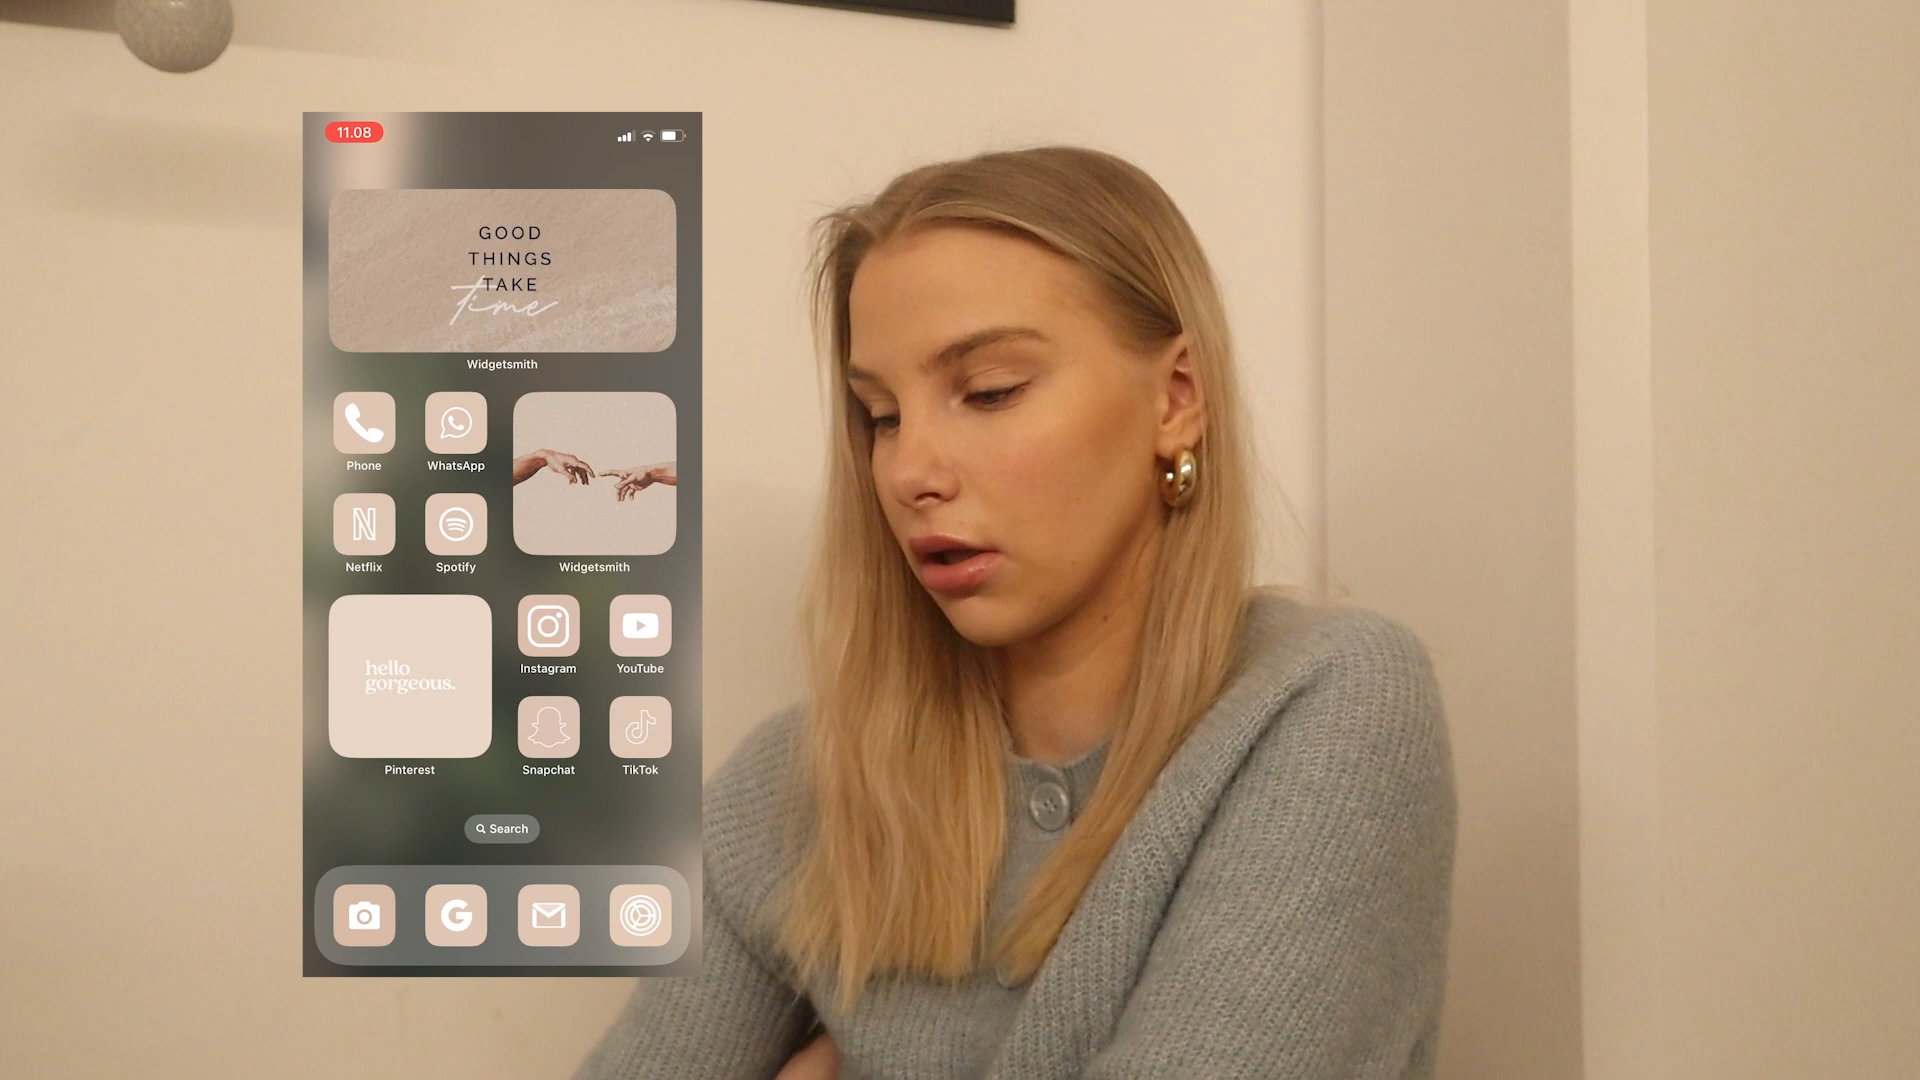 11.08
GOOD
THINGS
TAKE
time
Widgetsmith
Phone
WhatsApp
Netflix
Spotify
Widgetsmith
hello
gorgeous.
Pinterest
Instagram
YouTube
Snapchat
TikTok
Search